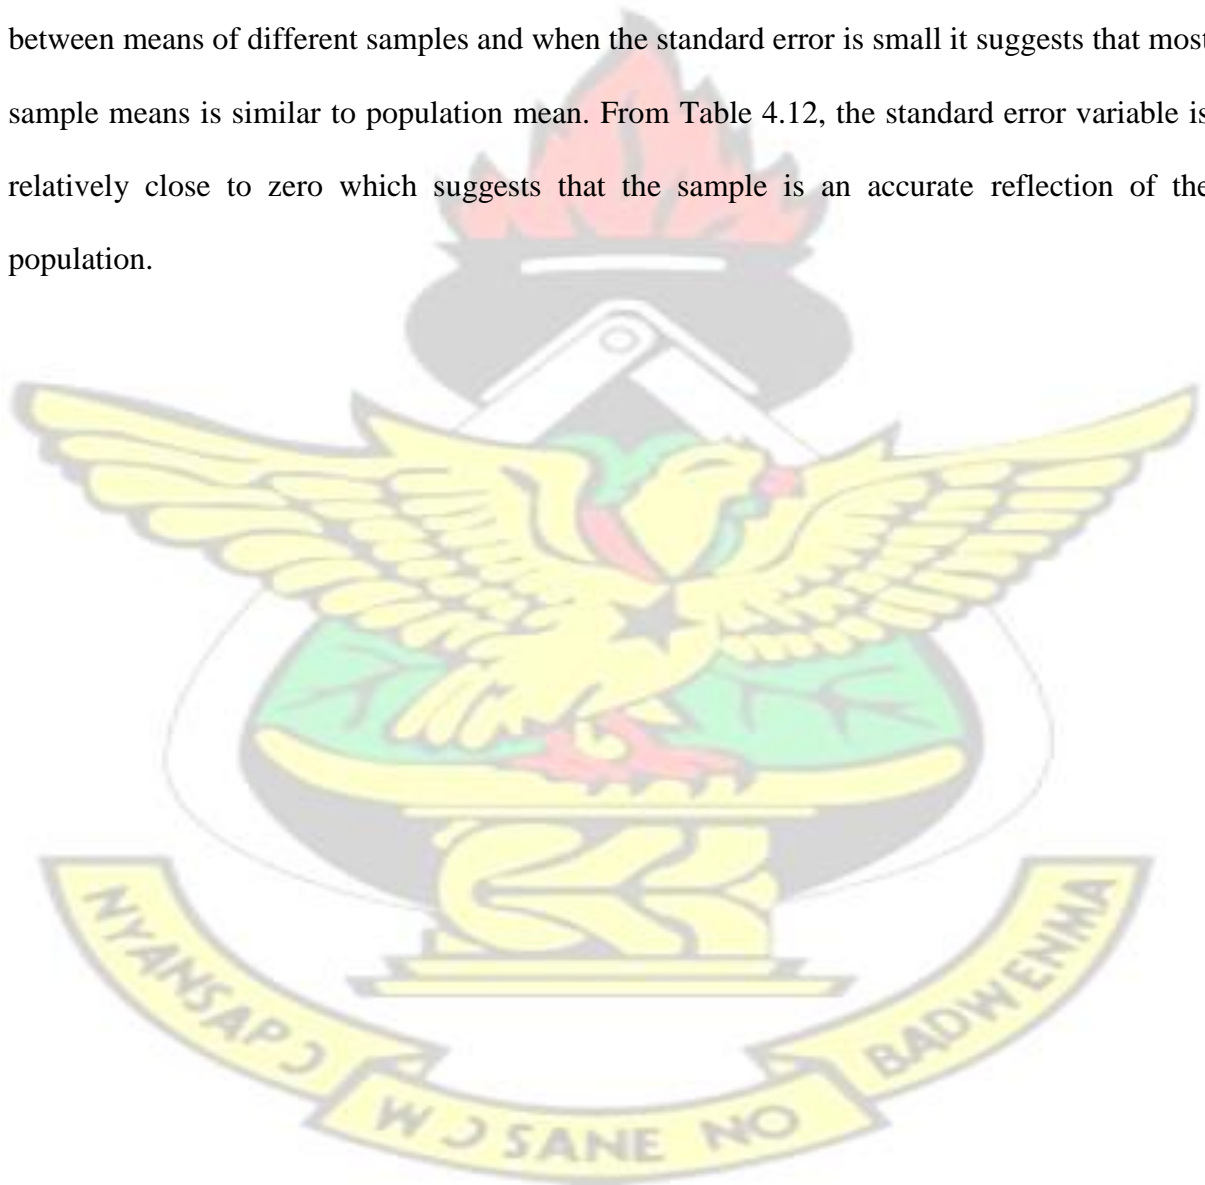 between means of different samples and when the standard error is small it suggests that most
sample means is similar to population mean. From Table 4.12, the standard error variable is
relatively close to zero which suggests that the sample is an accurate reflection of the
population.
NYANSAPƆ
WƆSANE NO
BADWENMA